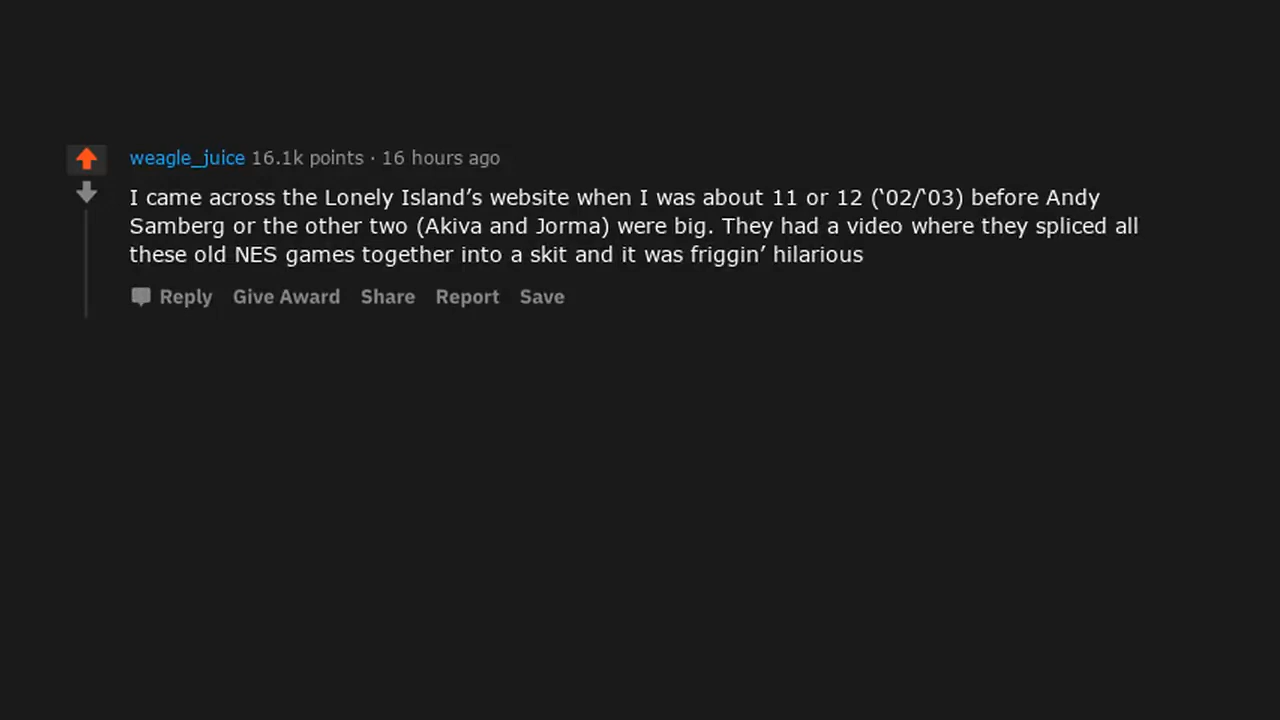 weagle_juice 16.1k points · 16 hours ago
I came across the Lonely Island’s website when I was about 11 or 12 (‘02/‘03) before Andy
Samberg or the other two (Akiva and Jorma) were big. They had a video where they spliced all
these old NES games together into a skit and it was friggin’ hilarious
Reply Give Award Share Report Save